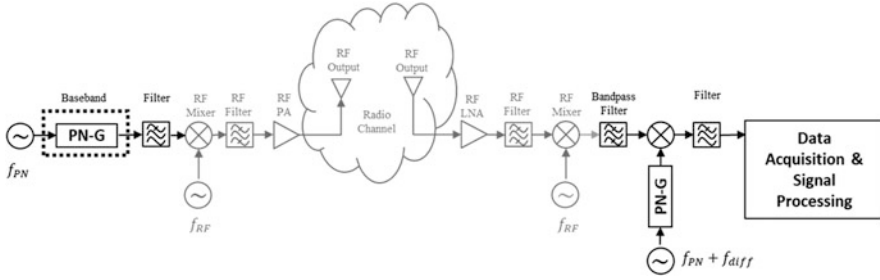 Baseband
PN-G
f_PN
Filter
RF
Mixer
f_RF
RF
Filter
RF
PA
RF
Output
RF
Output
Radio
Channel
RF
LNA
RF
Filter
RF
Mixer
f_RF
Bandpass
Filter
PN-G
f_PN + f_diff
Filter
Data
Acquisition &
Signal
Processing